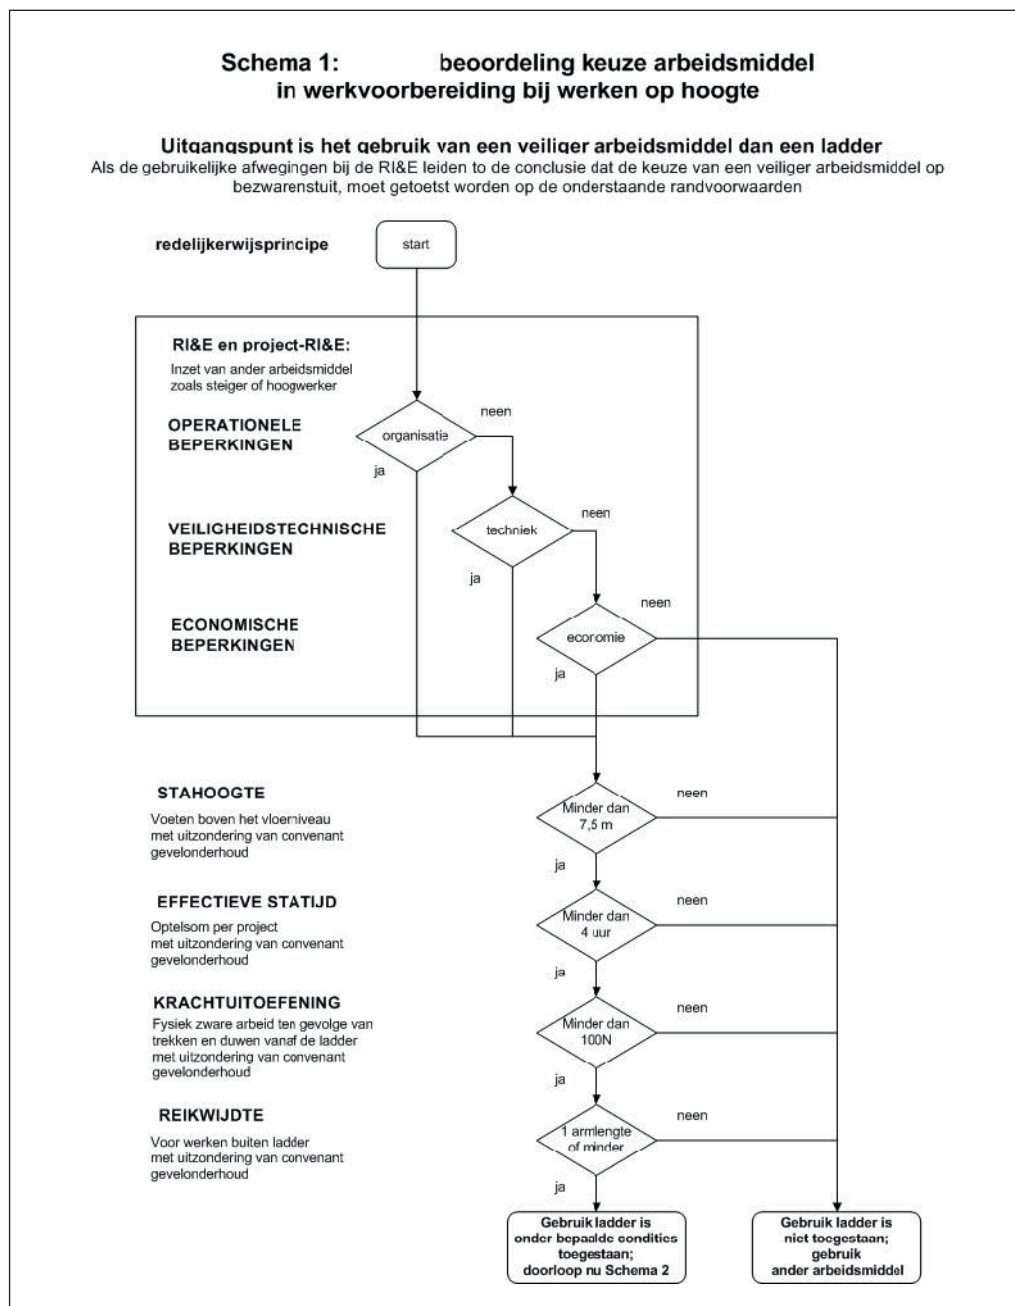 Schema 1: beoordeling keuze arbeidsmiddel
in werkvoorbereiding bij werken op hoogte
Uitgangspunt is het gebruik van een veiliger arbeidsmiddel dan een ladder
Als de gebruikelijke afwegingen bij de RI&E leiden to de conclusie dat de keuze van een veiliger arbeidsmiddel op
bezwarenstuit, moet getoetst worden op de onderstaande randvoorwaarden
redelijkerwijsprincipe
start
RI&E en project-RI&E:
Inzet van ander arbeidsmiddel
zoals steiger of hoogwerker
neen
OPERATIONELE
BEPERKINGEN
organisatie
ja
neen
VEILIGHEIDSTECHNISCHE
BEPERKINGEN
techniek
ja
neen
ECONOMISCHE
BEPERKINGEN
economie
ja
STAHOOGTE
neen
Voeten boven het vloerniveau
met uitzondering van convenant
gevelonderhoud
Minder dan
7,5 m
ja
EFFECTIEVE STATIJD
neen
Optelsom per project
met uitzondering van convenant
gevelonderhoud
Minder dan
4 uur
ja
KRACHTUITOEFENING
neen
Fysiek zware arbeid ten gevolge van
trekken en duwen vanaf de ladder
met uitzondering van convenant
gevelonderhoud
Minder dan
100N
ja
REIKWIJDTE
neen
Voor werken buiten ladder
met uitzondering van convenant
gevelonderhoud
1 armlengte
of minder
ja
Gebruik ladder is
onder bepaalde condities
toegestaan;
doorloop nu Schema 2
Gebruik ladder is
niet toegestaan;
gebruik
ander arbeidsmiddel